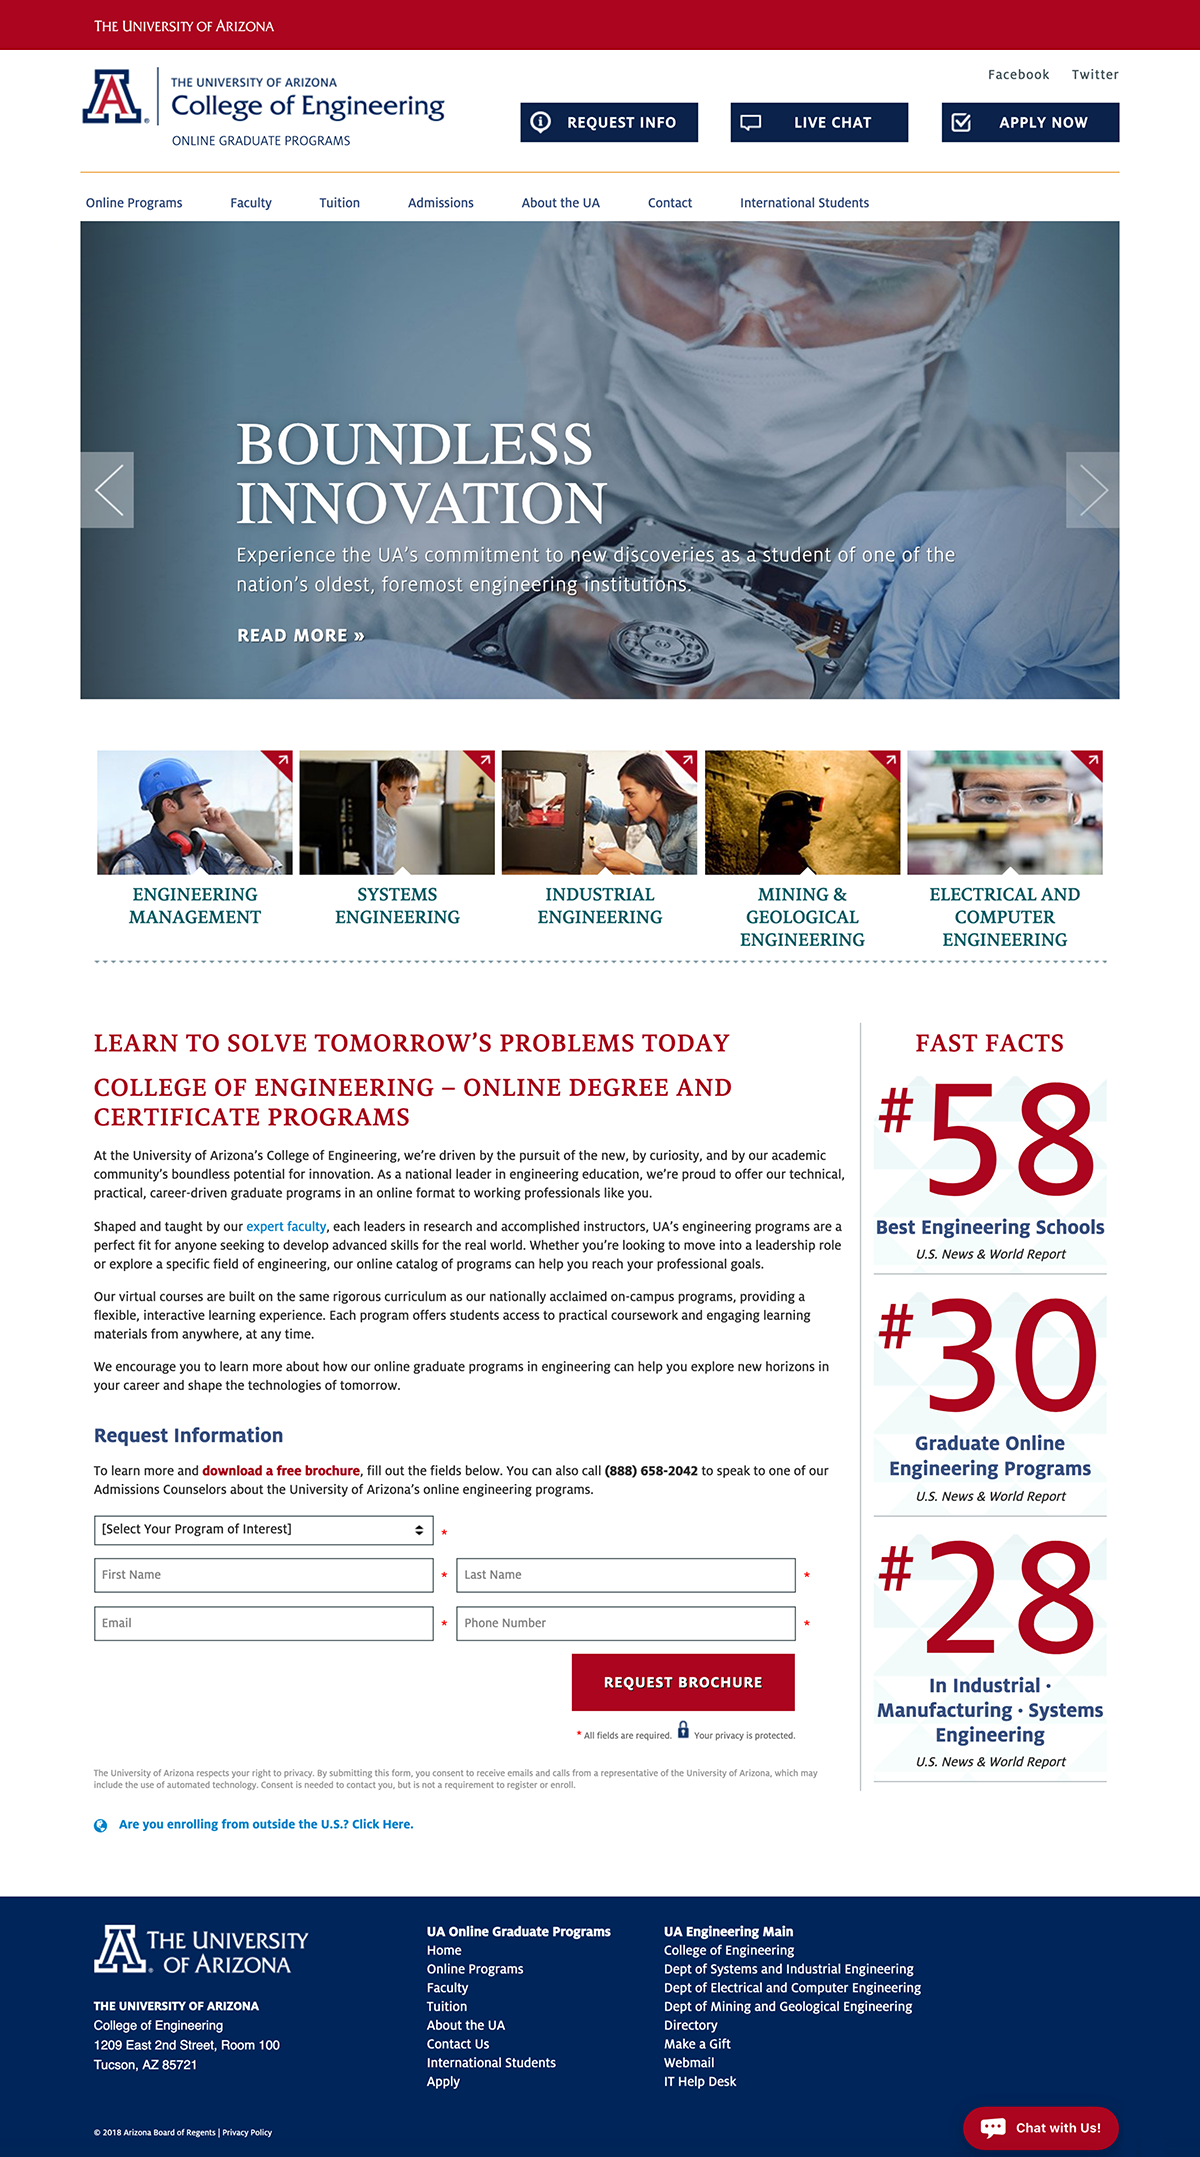 THE UNIVERSITY OF ARIZONA
Facebook Twitter
A
THE UNIVERSITY OF ARIZONA
College of Engineering
ONLINE GRADUATE PROGRAMS
REQUEST INFO LIVE CHAT APPLY NOW
Online Programs Faculty Tuition Admissions About the UA Contact International Students
BOUNDLESS
INNOVATION
Experience the UA’s commitment to new discoveries as a student of one of the
nation’s oldest, foremost engineering institutions.
READ MORE »
ENGINEERING
MANAGEMENT
SYSTEMS
ENGINEERING
INDUSTRIAL
ENGINEERING
MINING &
GEOLOGICAL
ENGINEERING
ELECTRICAL AND
COMPUTER
ENGINEERING
LEARN TO SOLVE TOMORROW’S PROBLEMS TODAY
COLLEGE OF ENGINEERING – ONLINE DEGREE AND
CERTIFICATE PROGRAMS
At the University of Arizona’s College of Engineering, we’re driven by the pursuit of the new, by curiosity, and by our academic
community’s boundless potential for innovation. As a national leader in engineering education, we’re proud to offer our technical,
practical, career-driven graduate programs in an online format to working professionals like you.
Shaped and taught by our expert faculty, each leaders in research and accomplished instructors, UA’s engineering programs are a
perfect fit for anyone seeking to develop advanced skills for the real world. Whether you’re looking to move into a leadership role
or explore a specific field of engineering, our online catalog of programs can help you reach your professional goals.
Our virtual courses are built on the same rigorous curriculum as our nationally acclaimed on-campus programs, providing a
flexible, interactive learning experience. Each program offers students access to practical coursework and engaging learning
materials from anywhere, at any time.
We encourage you to learn more about how our online graduate programs in engineering can help you explore new horizons in
your career and shape the technologies of tomorrow.
Request Information
To learn more and download a free brochure, fill out the fields below. You can also call (888) 658-2042 to speak to one of our
Admissions Counselors about the University of Arizona’s online engineering programs.
[Select Your Program of Interest] *
First Name * Last Name *
Email * Phone Number *
REQUEST BROCHURE
* All fields are required. Your privacy is protected.
The University of Arizona respects your right to privacy. By submitting this form, you consent to receive emails and calls from a representative of the University of Arizona, which may
include the use of automated technology. Consent is needed to contact you, but is not a requirement to register or enroll.
Are you enrolling from outside the U.S.? Click Here.
FAST FACTS
#58
Best Engineering Schools
U.S. News & World Report
#30
Graduate Online
Engineering Programs
U.S. News & World Report
#28
In Industrial •
Manufacturing • Systems
Engineering
U.S. News & World Report
A
THE UNIVERSITY
OF ARIZONA
THE UNIVERSITY OF ARIZONA
College of Engineering
1209 East 2nd Street, Room 100
Tucson, AZ 85721
UA Online Graduate Programs
Home
Online Programs
Faculty
Tuition
About the UA
Contact Us
International Students
Apply
UA Engineering Main
College of Engineering
Dept of Systems and Industrial Engineering
Dept of Electrical and Computer Engineering
Dept of Mining and Geological Engineering
Directory
Make a Gift
Webmail
IT Help Desk
© 2018 Arizona Board of Regents | Privacy Policy
Chat with Us!